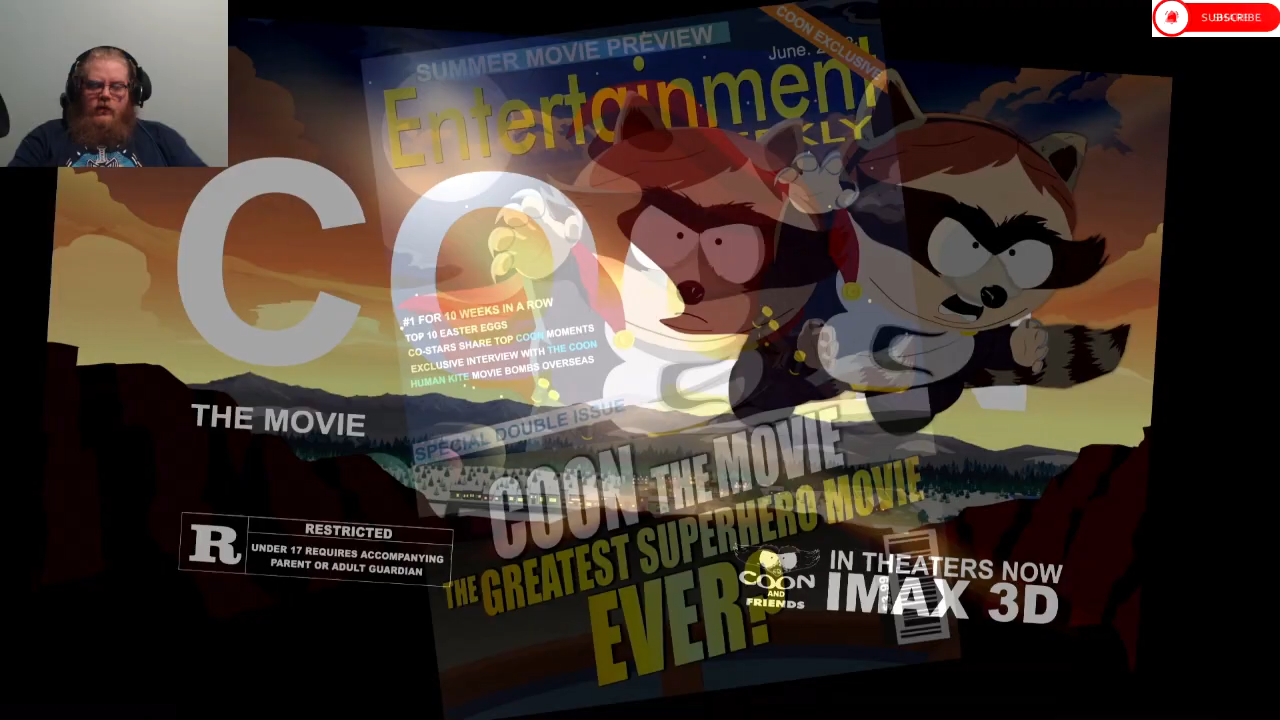 SUBSCRIBE
COON EXCLUSIVE
SUMMER MOVIE PREVIEW
Entertainment
WEEKLY
CO
#1 FOR 10 WEEKS IN A ROW
TOP 10 EASTER EGGS
CO-STARS SHARE TOP COON MOMENTS
EXCLUSIVE INTERVIEW WITH THE COON
HUMAN KITE MOVIE BOMBS OVERSEAS
THE MOVIE
SPECIAL DOUBLE ISSUE
COON THE MOVIE
THE GREATEST SUPERHERO MOVIE
EVER?
R
RESTRICTED
UNDER 17 REQUIRES ACCOMPANYING
PARENT OR ADULT GUARDIAN
COON
AND
FRIENDS
IN THEATERS NOW
IMAX 3D